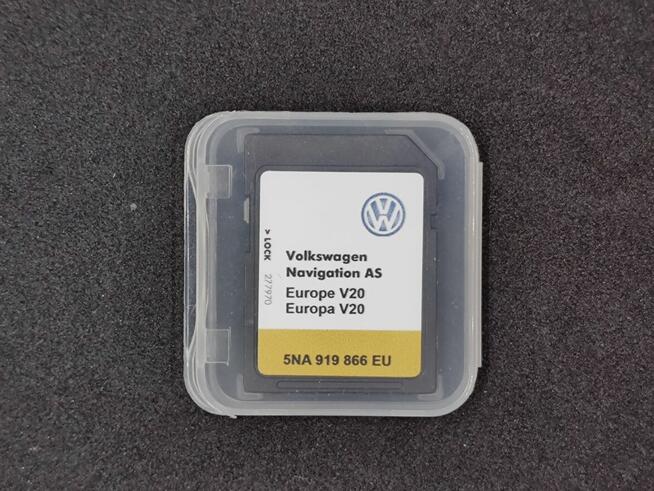 Volkswagen
Navigation AS
Europe V20
Europa V20
5NA 919 866 EU
> LOCK
277970